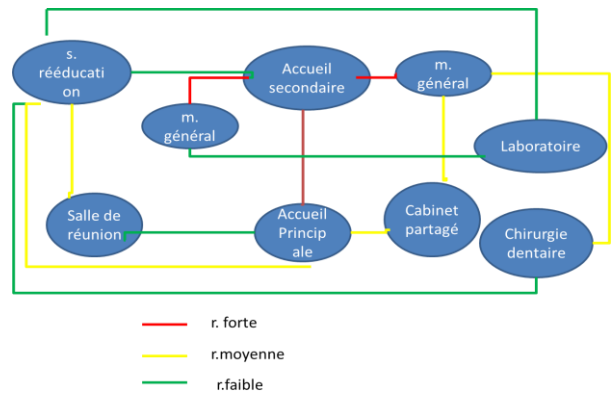 s.
rééducati
on
Accueil
secondaire
m.
général
m.
général
Laboratoire
Salle de
réunion
Accueil
Princip
ale
Cabinet
partagé
Chirurgie
dentaire
r. forte
r.moyenne
r.faible